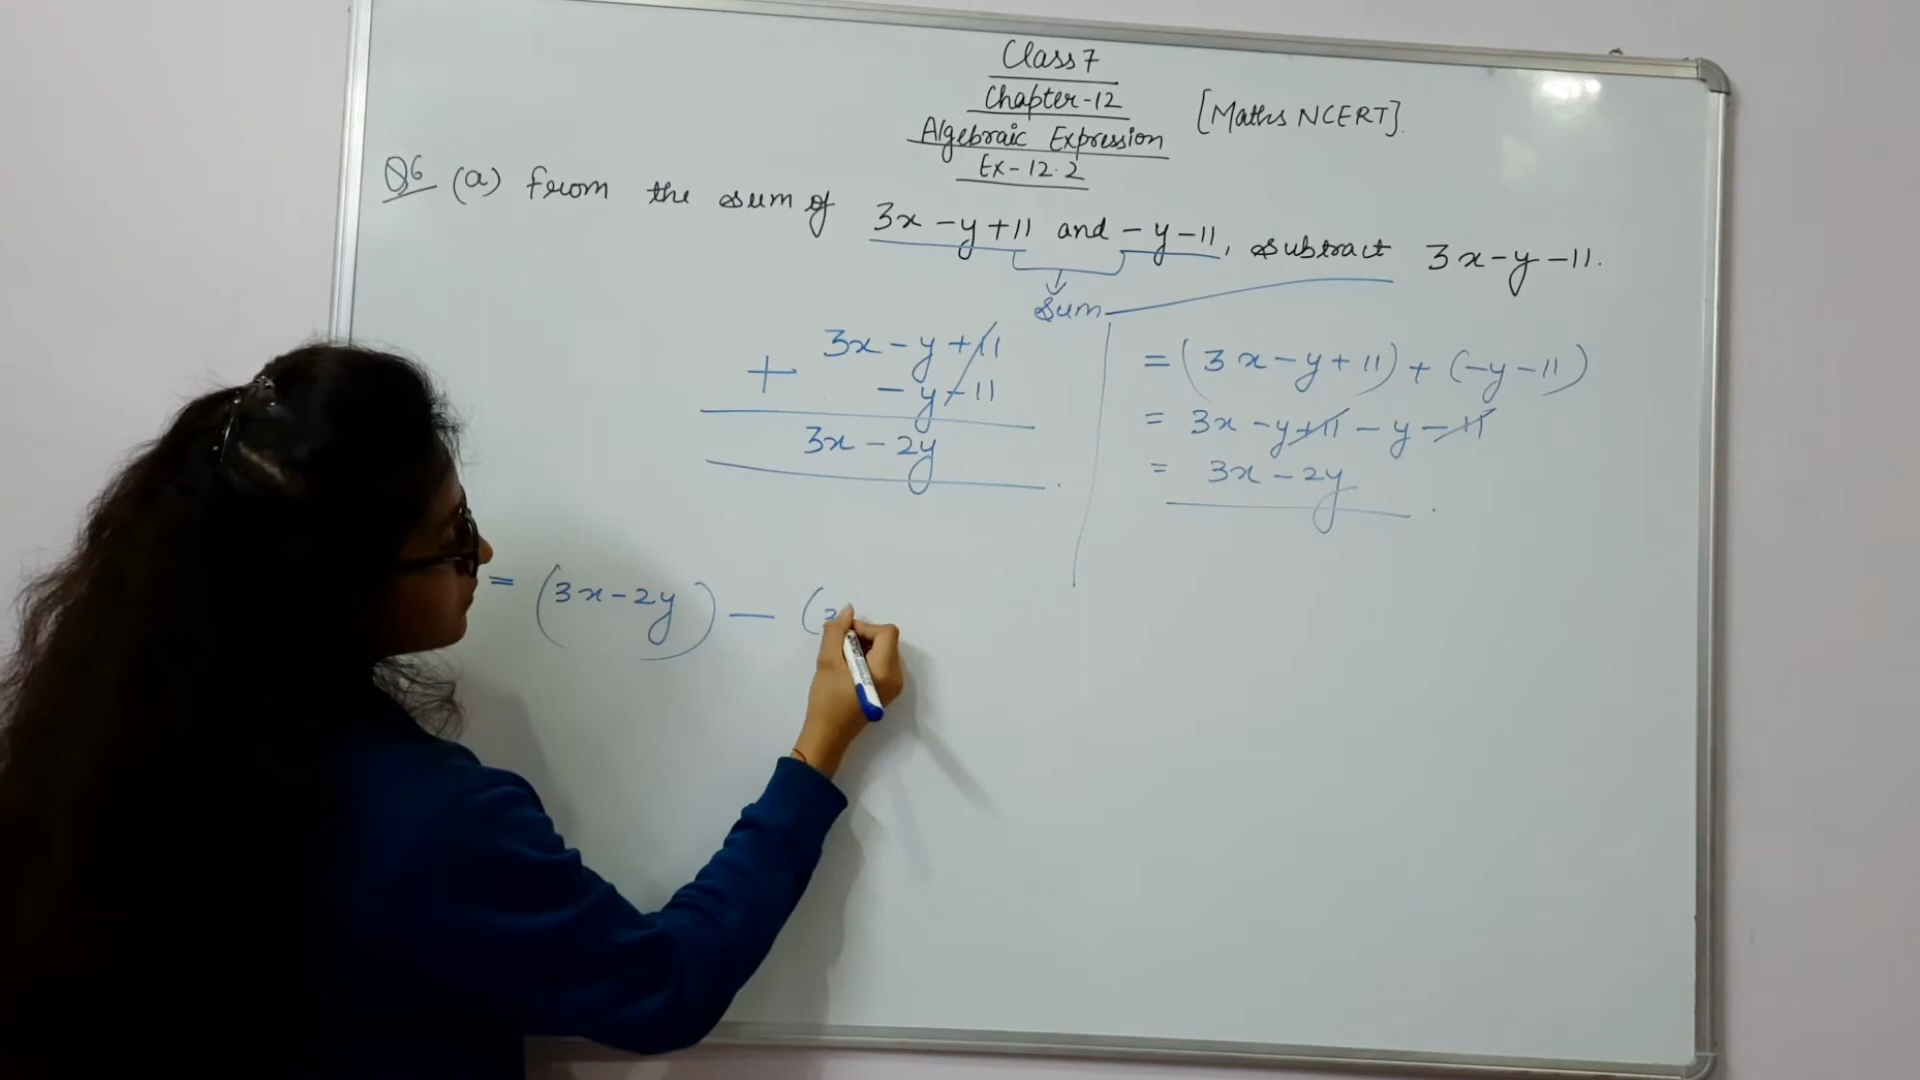 Class 7
Chapter-12
[Maths NCERT].
Algebraic Expression
Ex-12.2
Q6 (a) From the sum of 3x-y+11 and -y-11, subtract 3x-y-11.
Sum
3x-y+11
+ -y-11
3x-2y
= (3x-y+11)+(-y-11)
= 3x-y+11-y-11
= 3x-2y
= (3x-2y) - (3